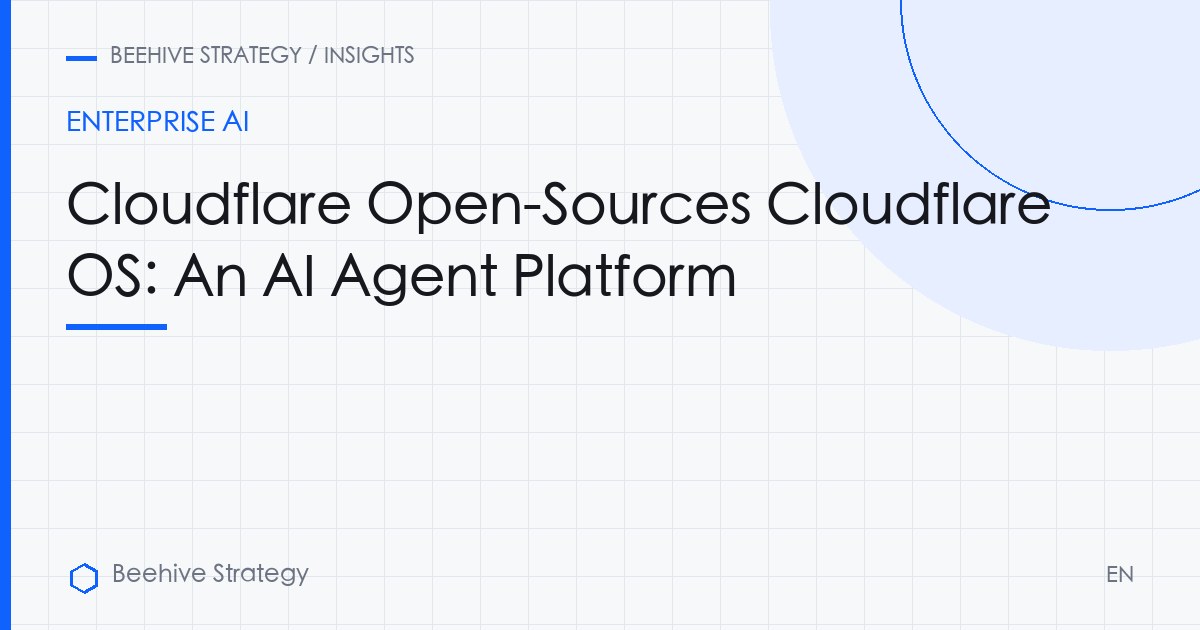 BEEHIVE STRATEGY / INSIGHTS
ENTERPRISE AI
Cloudflare Open-Sources Cloudflare
OS: An AI Agent Platform
Beehive Strategy
EN